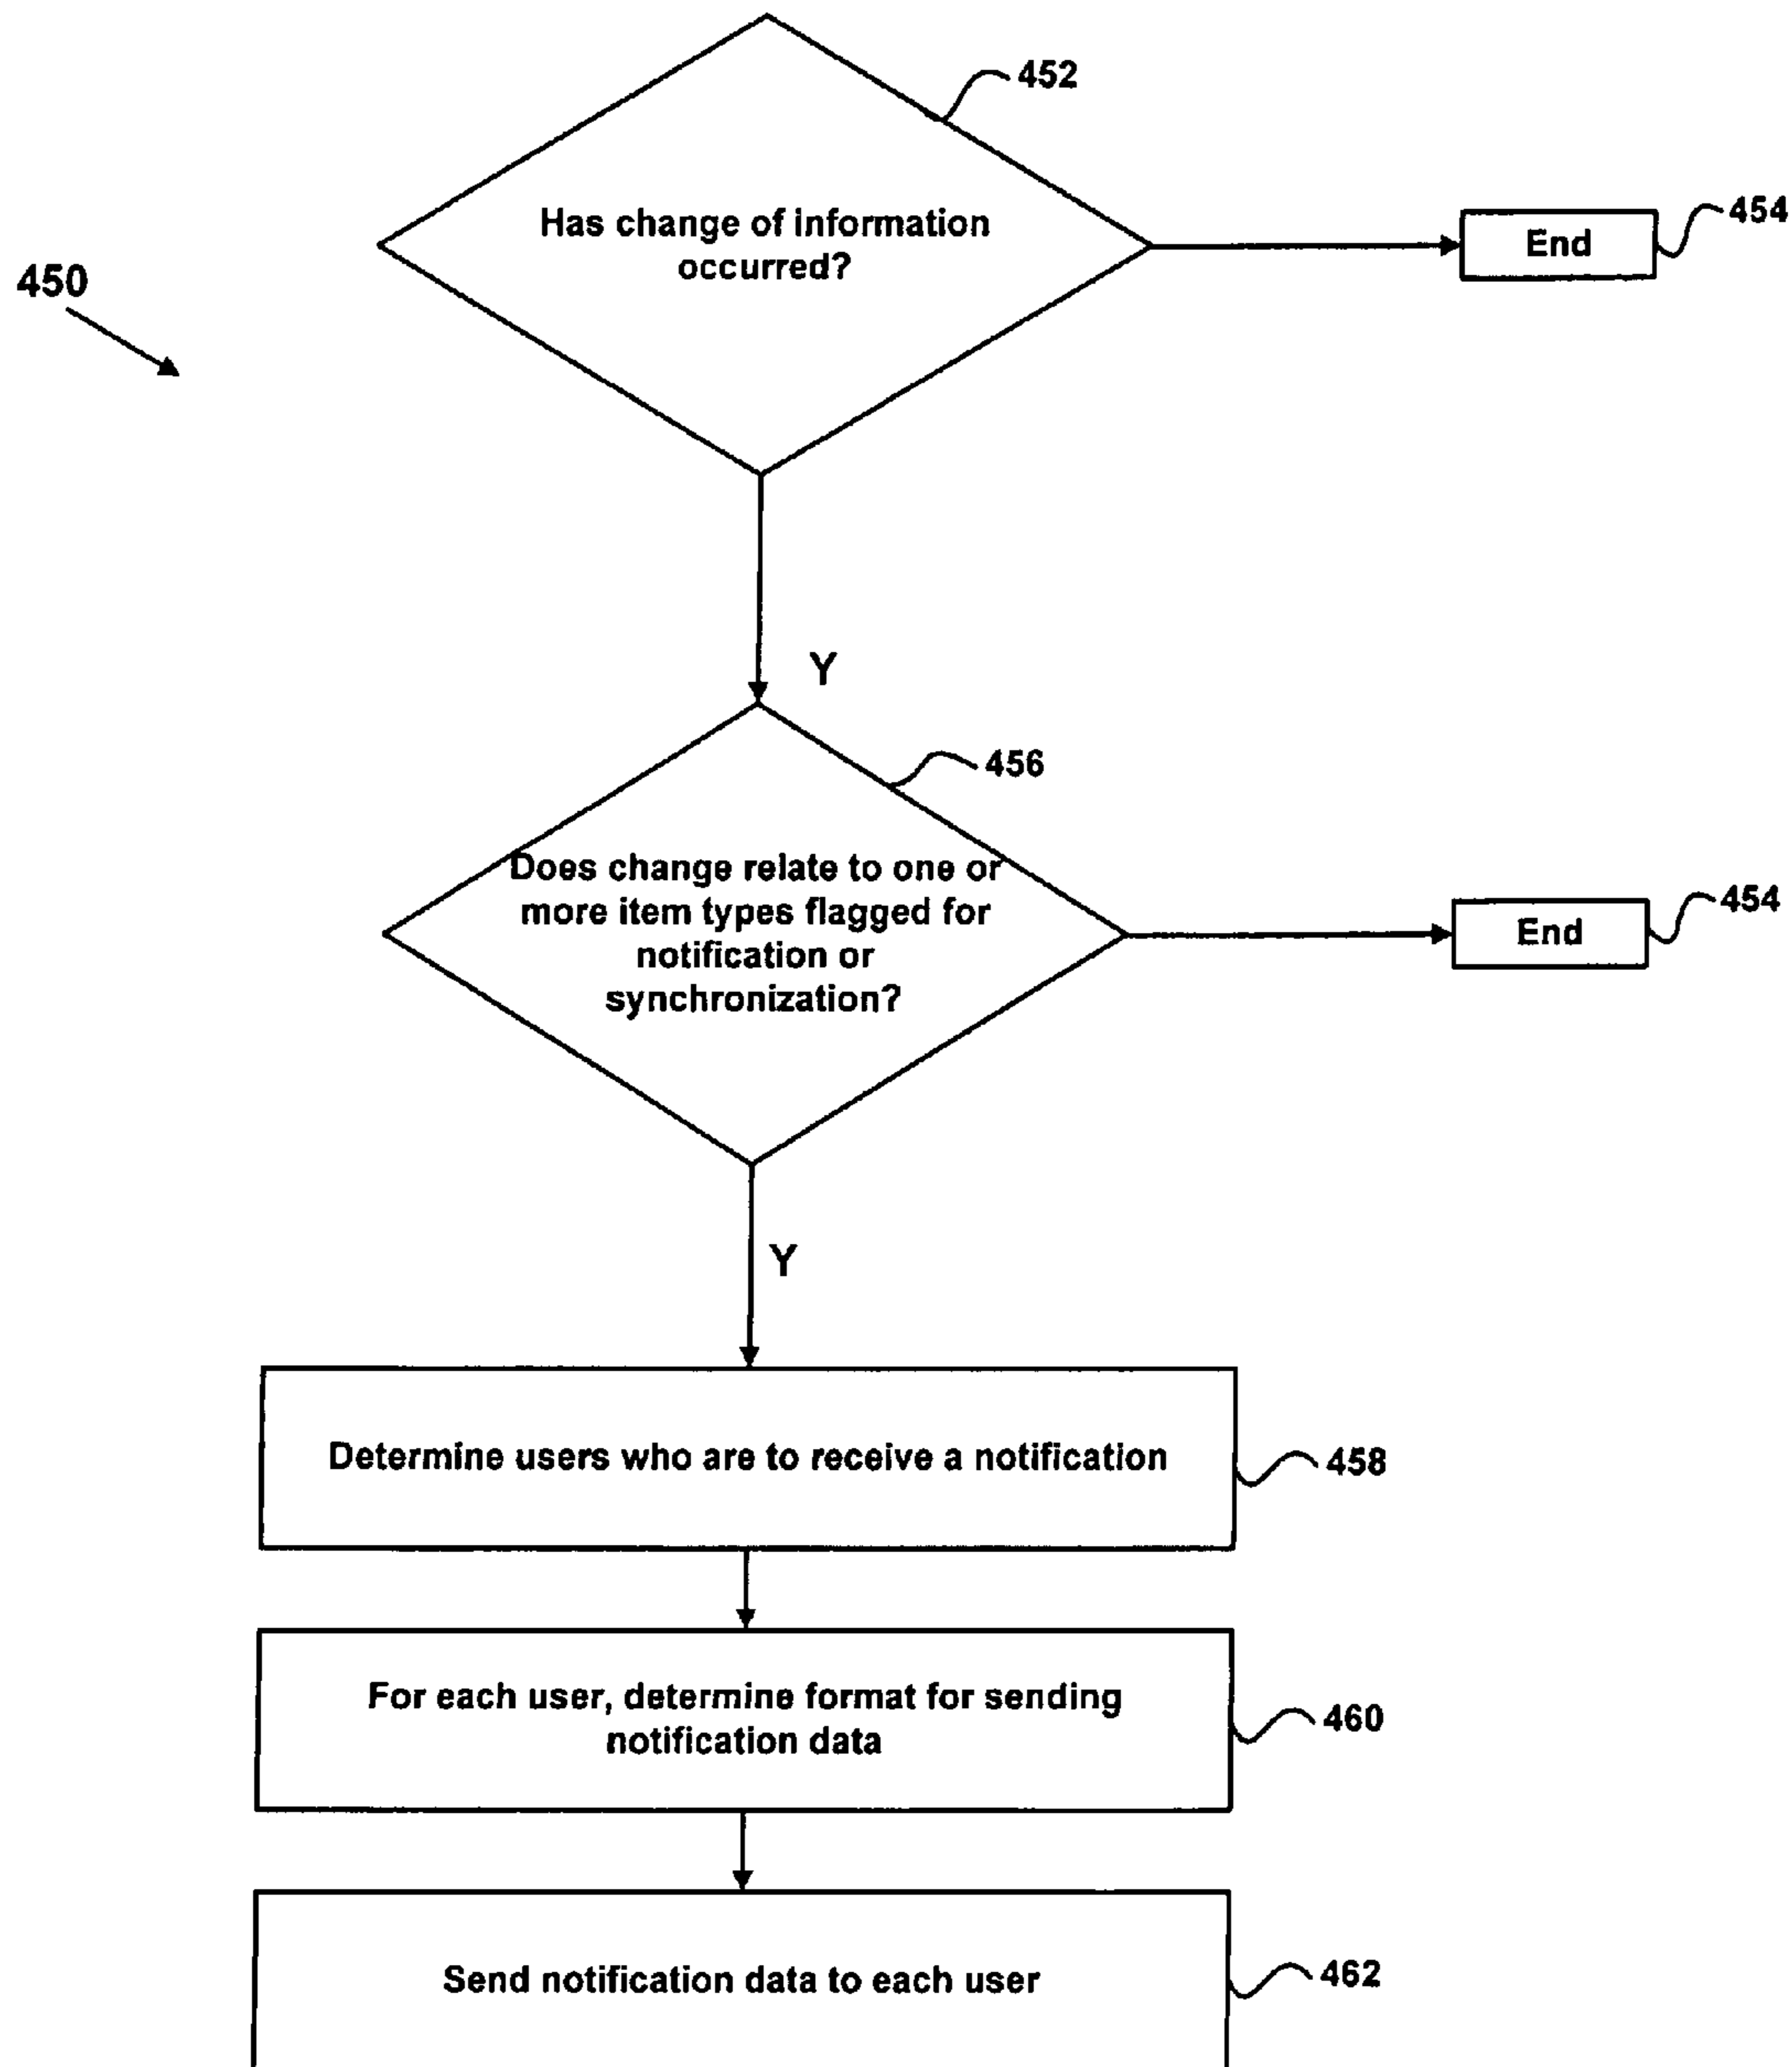 452
Has change of information
occurred?
End
454
450
Y
456
Does change relate to one or
more item types flagged for
notification or
synchronization?
End
454
Y
Determine users who are to receive a notification
458
For each user, determine format for sending
notification data
460
Send notification data to each user
462